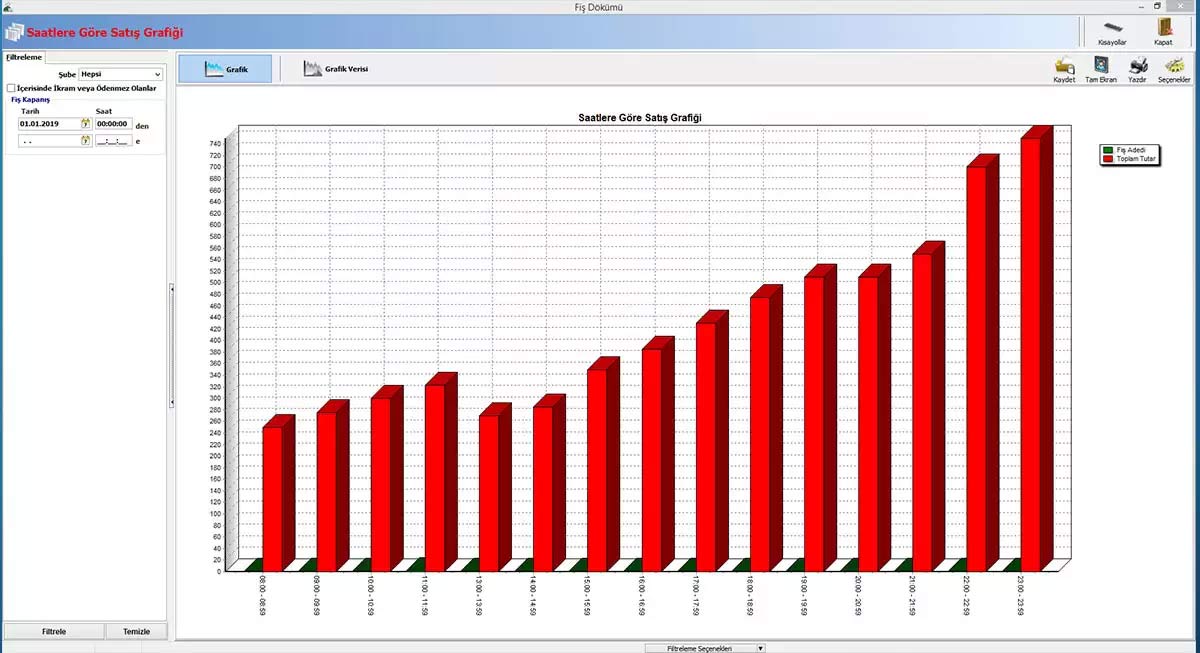 Fiş Dökümü
Saatlere Göre Satış Grafiği
Kısayollar
Kapat
Filtreleme
Şube Hepsi
İçerisinde İkram veya Ödenmez Olanlar
Fiş Kapanış
Tarih Saat
01.01.2019 00:00:00 den
. . __:__:__ e
Grafik
Grafik Verisi
Kaydet
Tam Ekran
Yazdır
Seçenekler
Saatlere Göre Satış Grafiği
740
720
700
680
660
640
620
600
580
560
540
520
500
480
460
440
420
400
380
360
340
320
300
280
260
240
220
200
180
160
140
120
100
80
60
40
20
0
08:00 - 08:59
09:00 - 09:59
10:00 - 10:59
11:00 - 11:59
13:00 - 13:59
14:00 - 14:59
15:00 - 15:59
16:00 - 16:59
17:00 - 17:59
18:00 - 18:59
19:00 - 19:59
20:00 - 20:59
21:00 - 21:59
22:00 - 22:59
23:00 - 23:59
Fiş Adedi
Toplam Tutar
Filtrele
Temizle
Filtreleme Seçenekleri